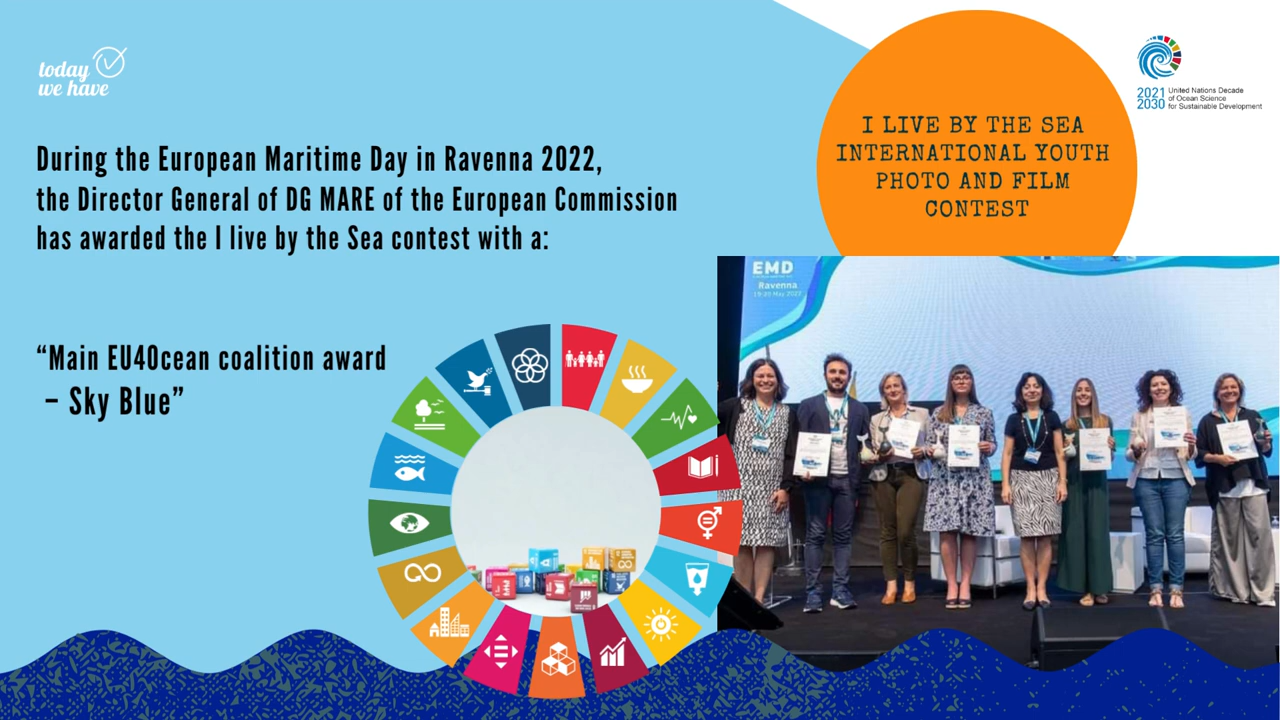 today
we have
During the European Maritime Day in Ravenna 2022,
the Director General of DG MARE of the European Commission
has awarded the I live by the Sea contest with a:
“Main EU4Ocean coalition award
– Sky Blue”
I LIVE BY THE SEA
INTERNATIONAL YOUTH
PHOTO AND FILM
CONTEST
2021
2030
United Nations Decade
of Ocean Science
for Sustainable Development
EMD
Ravenna